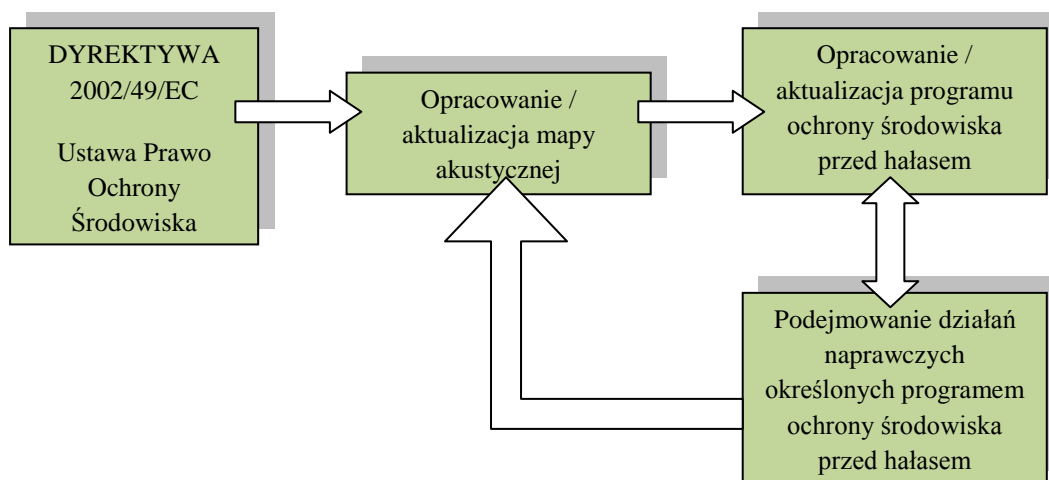 DYREKTYWA
2002/49/EC
Ustawa Prawo
Ochrony
Środowiska
Opracowanie /
aktualizacja mapy
akustycznej
Opracowanie /
aktualizacja programu
ochrony środowiska
przed hałasem
Podejmowanie działań
naprawczych
określonych programem
ochrony środowiska
przed hałasem